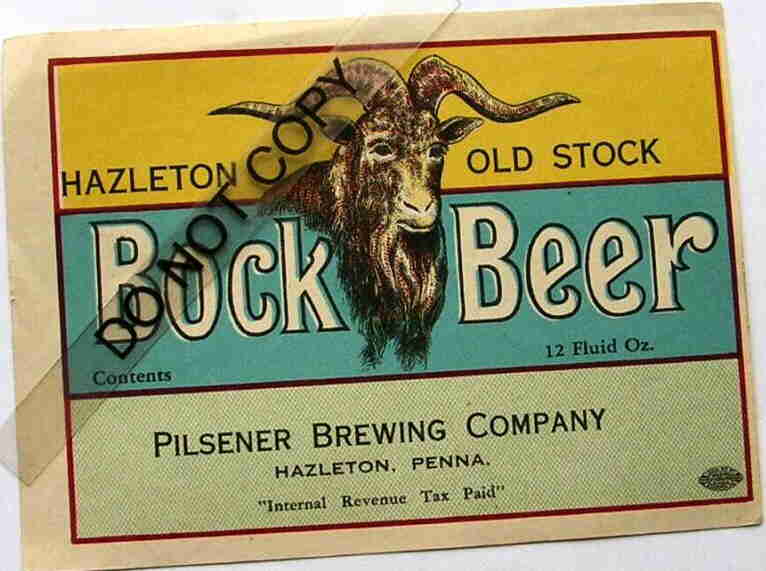 HAZLETON OLD STOCK
Bock Beer
DO NOT COPY
Contents 12 Fluid Oz.
PILSENER BREWING COMPANY
HAZLETON, PENNA.
"Internal Revenue Tax Paid"